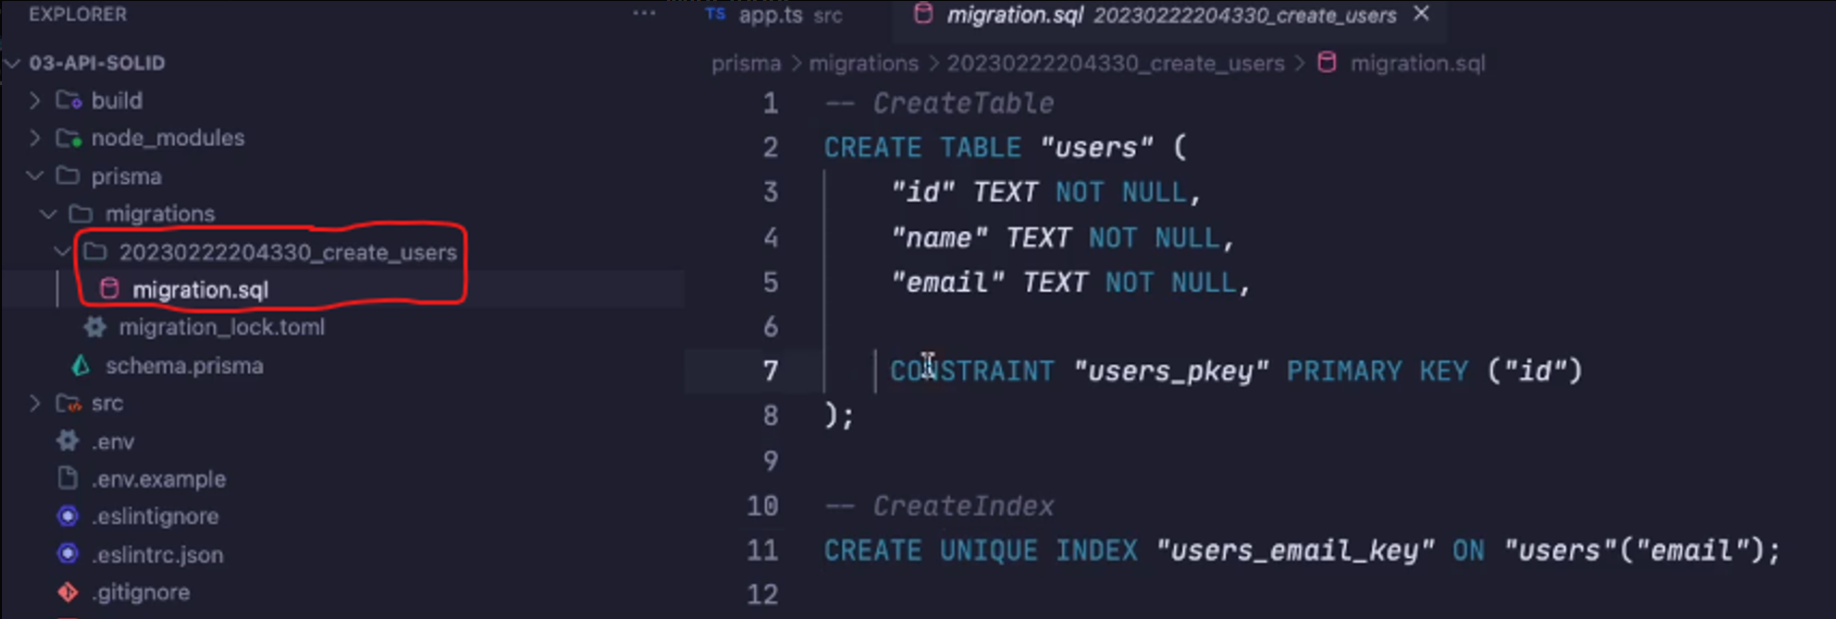 EXPLORER
03-API-SOLID
build
node_modules
prisma
migrations
20230222204330_create_users
migration.sql
migration_lock.toml
schema.prisma
src
.env
.env.example
.eslintignore
.eslintrc.json
.gitignore
TS app.ts src migration.sql 20230222204330_create_users
prisma > migrations > 20230222204330_create_users > migration.sql
1 -- CreateTable
2 CREATE TABLE "users" (
3 "id" TEXT NOT NULL,
4 "name" TEXT NOT NULL,
5 "email" TEXT NOT NULL,
6
7 CONSTRAINT "users_pkey" PRIMARY KEY ("id")
8 );
9
10 -- CreateIndex
11 CREATE UNIQUE INDEX "users_email_key" ON "users"("email");
12